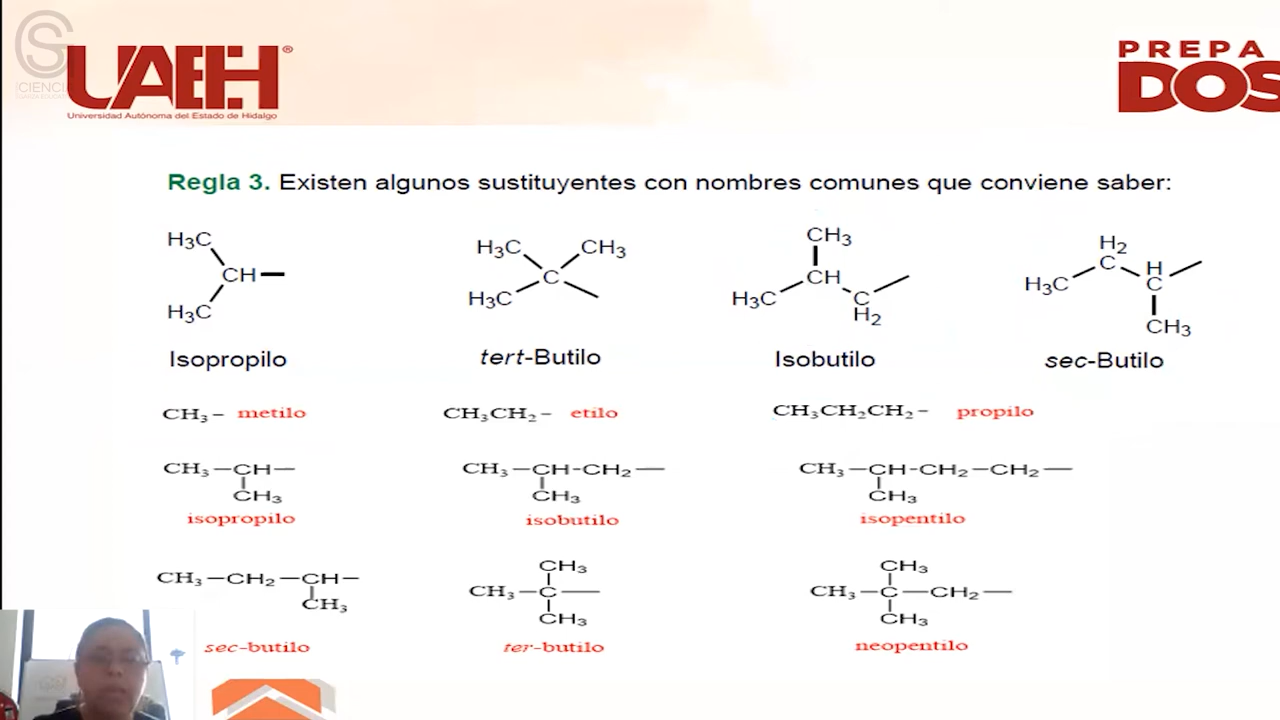 CIENCI
UAEH®
Universidad Autónoma del Estado de Hidalgo
PREPA
DOS
Regla 3. Existen algunos sustituyentes con nombres comunes que conviene saber:
H₃C
CH
H₃C
Isopropilo
H₃C CH₃
C
H₃C
tert-Butilo
CH₃
CH
H₃C C
H₂
Isobutilo
H₂
C H
H₃C C
CH₃
sec-Butilo
CH₃– metilo
CH₃CH₂– etilo
CH₃CH₂CH₂– propilo
CH₃—CH—
CH₃
isopropilo
CH₃—CH-CH₂—
CH₃
isobutilo
CH₃—CH-CH₂—CH₂—
CH₃
isopentilo
CH₃—CH₂—CH—
CH₃
sec-butilo
CH₃
CH₃—C—
CH₃
ter-butilo
CH₃
CH₃—C—CH₂—
CH₃
neopentilo